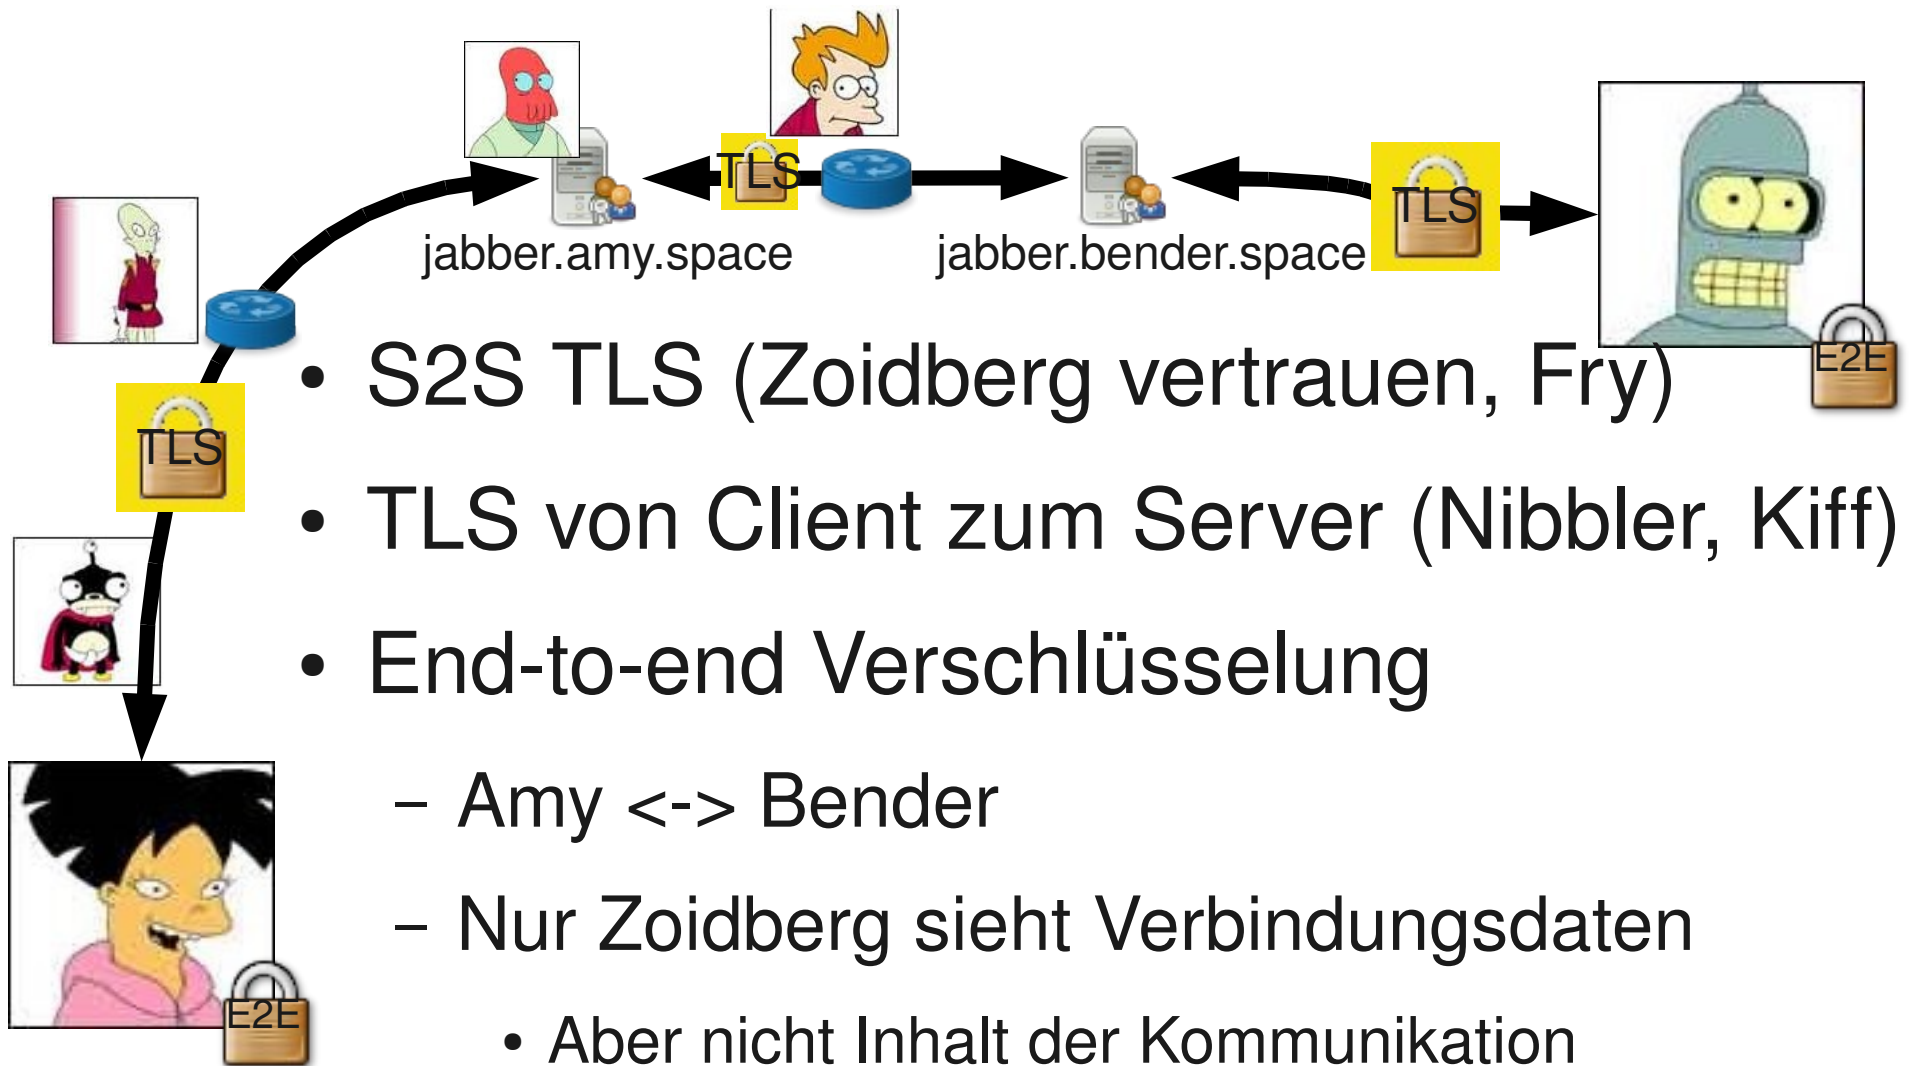 TLS
TLS
jabber.amy.space
jabber.bender.space
E2E
• S2S TLS (Zoidberg vertrauen, Fry)
TLS
• TLS von Client zum Server (Nibbler, Kiff)
• End-to-end Verschlüsselung
– Amy <-> Bender
– Nur Zoidberg sieht Verbindungsdaten
E2E
• Aber nicht Inhalt der Kommunikation